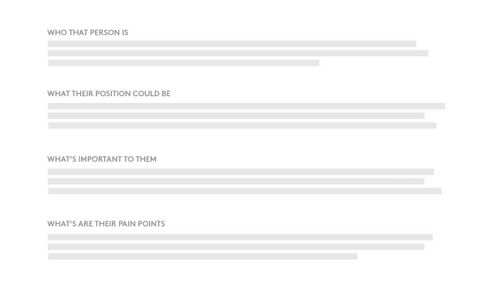 WHO THAT PERSON IS
WHAT THEIR POSITION COULD BE
WHAT'S IMPORTANT TO THEM
WHAT'S ARE THEIR PAIN POINTS